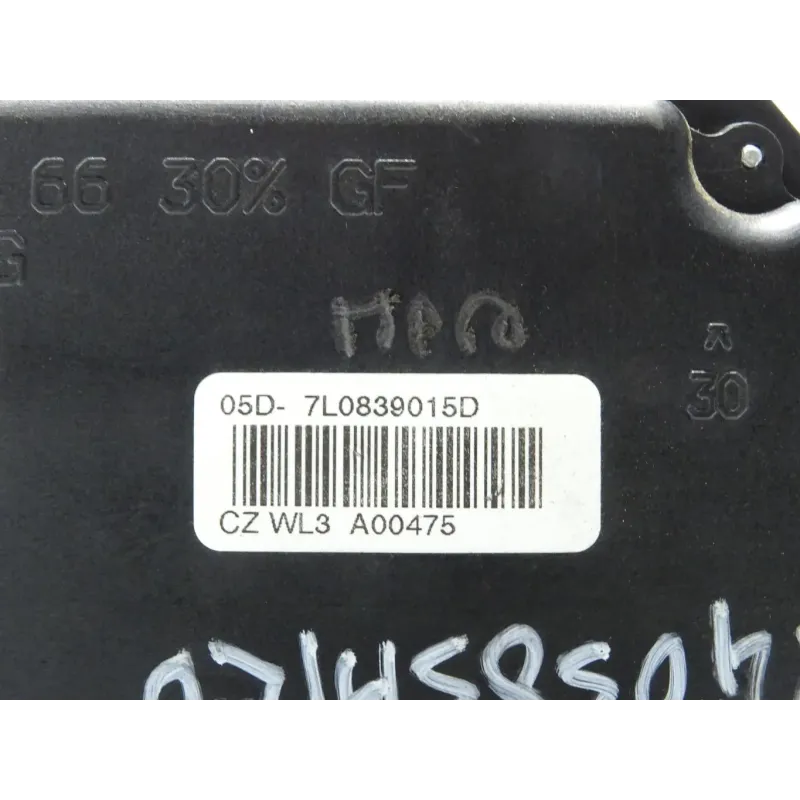 66 30% GF
G
30
05D- 7L0839015D
CZ WL3 A00475